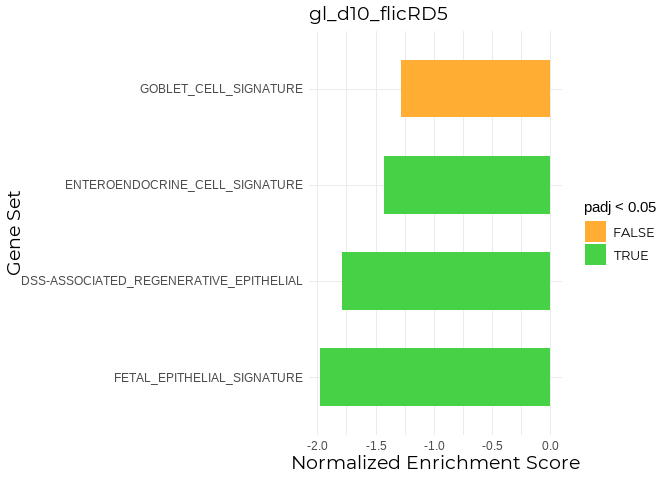 gl_d10_flicRD5
GOBLET_CELL_SIGNATURE
ENTEROENDOCRINE_CELL_SIGNATURE
DSS-ASSOCIATED_REGENERATIVE_EPITHELIAL
FETAL_EPITHELIAL_SIGNATURE
Gene Set
-2.0 -1.5 -1.0 -0.5 0.0
Normalized Enrichment Score
padj < 0.05
FALSE
TRUE